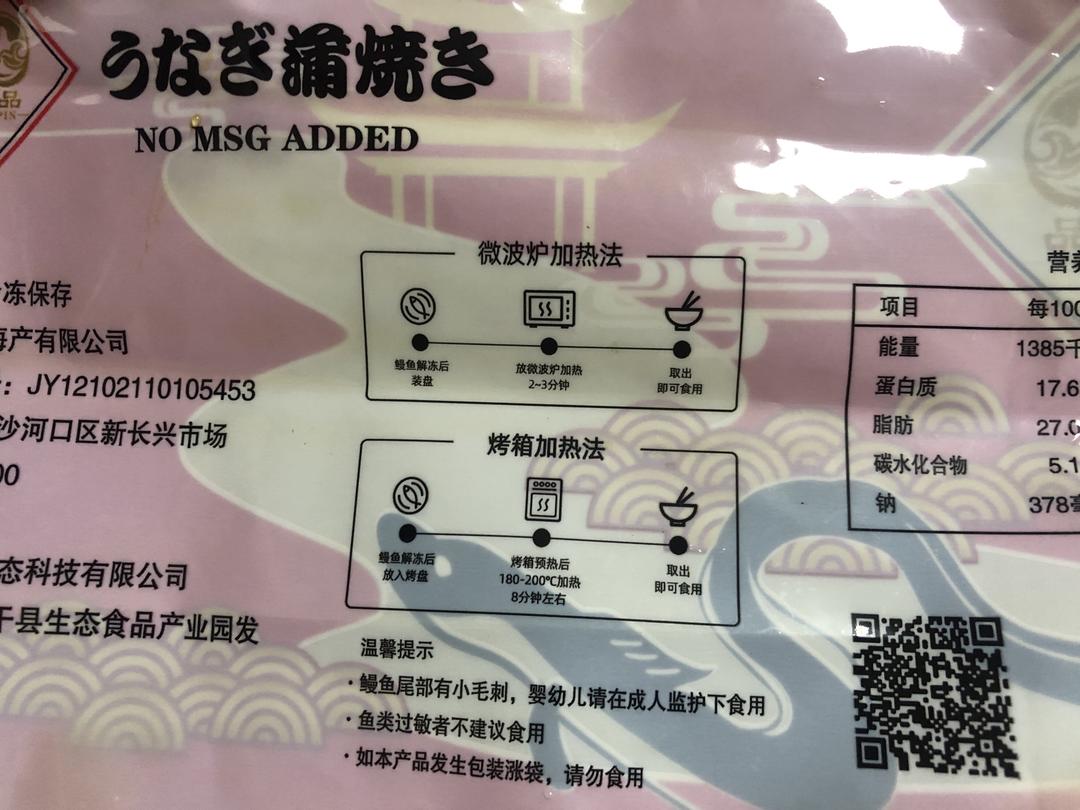 うなぎ蒲焼き
NO MSG ADDED
品
PIN
冻保存
海产有限公司
：JY12102110105453
沙河口区新长兴市场
00
态科技有限公司
干县生态食品产业园发
微波炉加热法
鳗鱼解冻后
装盘
放微波炉加热
2~3分钟
取出
即可食用
烤箱加热法
鳗鱼解冻后
放入烤盘
烤箱预热后
180-200℃加热
8分钟左右
取出
即可食用
温馨提示
·鳗鱼尾部有小毛刺，婴幼儿请在成人监护下食用
·鱼类过敏者不建议食用
·如本产品发生包装涨袋，请勿食用
品
营养
项目 每100
能量 1385千
蛋白质 17.6
脂肪 27.0
碳水化合物 5.1
钠 378毫